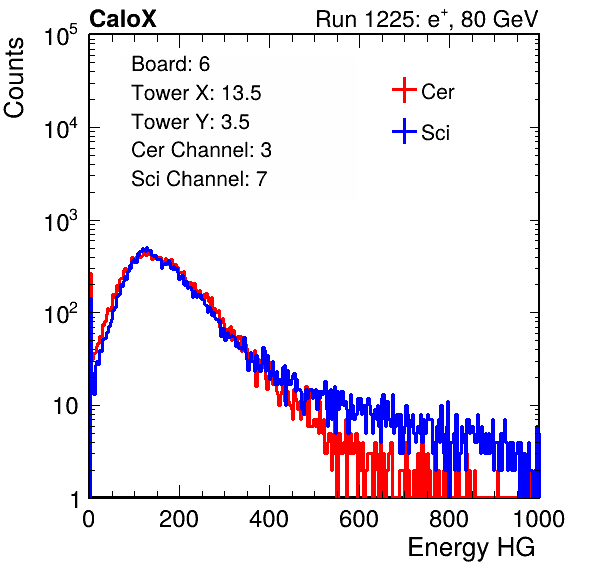 CaloX Run 1225: e⁺, 80 GeV
Counts
10⁵
10⁴
10³
10²
10
1
Board: 6
Tower X: 13.5
Tower Y: 3.5
Cer Channel: 3
Sci Channel: 7
Cer
Sci
0 200 400 600 800 1000
Energy HG